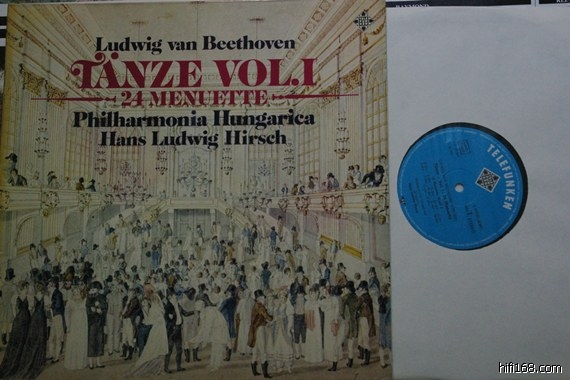 Ludwig van Beethoven
TÄNZE VOL.I
24 MENUETTE
Philharmonia Hungarica
Hans Ludwig Hirsch
TELEFUNKEN
hifi168.com